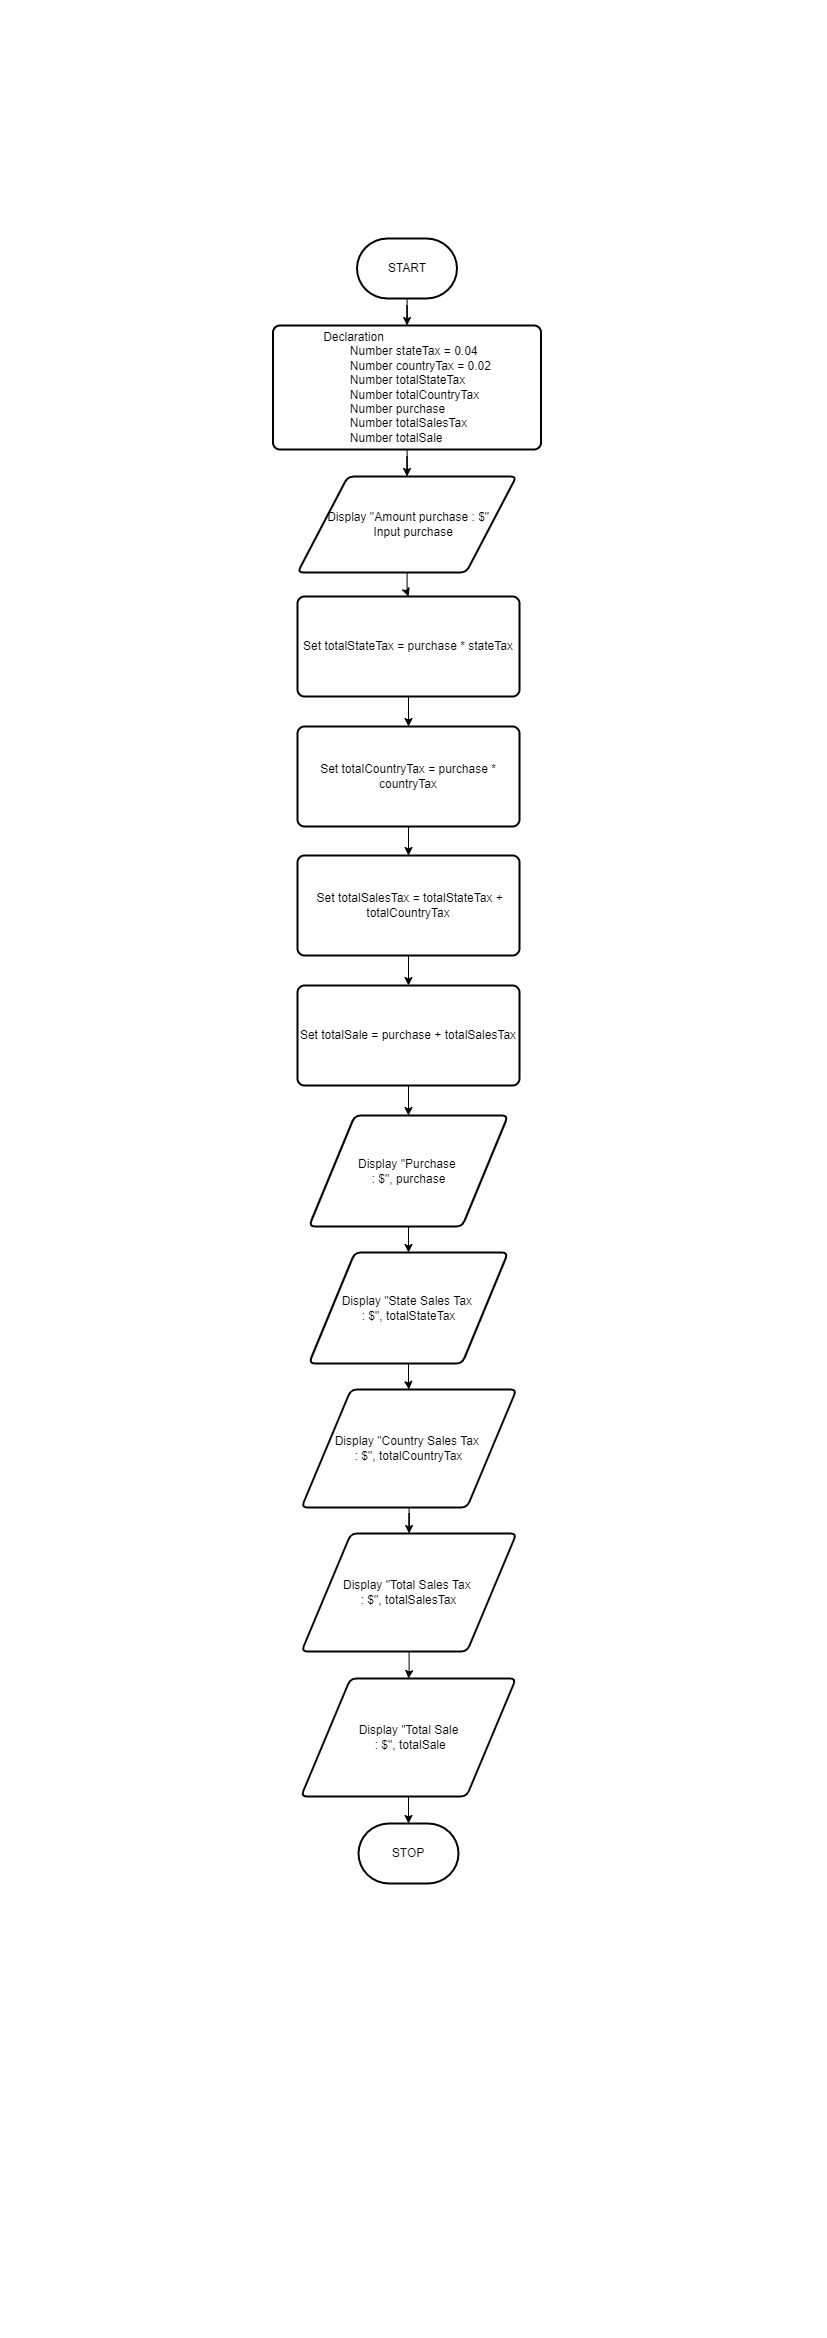 START
Declaration
Number stateTax = 0.04
Number countryTax = 0.02
Number totalStateTax
Number totalCountryTax
Number purchase
Number totalSalesTax
Number totalSale
Display "Amount purchase : $"
Input purchase
Set totalStateTax = purchase * stateTax
Set totalCountryTax = purchase *
countryTax
Set totalSalesTax = totalStateTax +
totalCountryTax
Set totalSale = purchase + totalSalesTax
Display "Purchase
: $", purchase
Display "State Sales Tax
: $", totalStateTax
Display "Country Sales Tax
: $", totalCountryTax
Display "Total Sales Tax
: $", totalSalesTax
Display "Total Sale
: $", totalSale
STOP